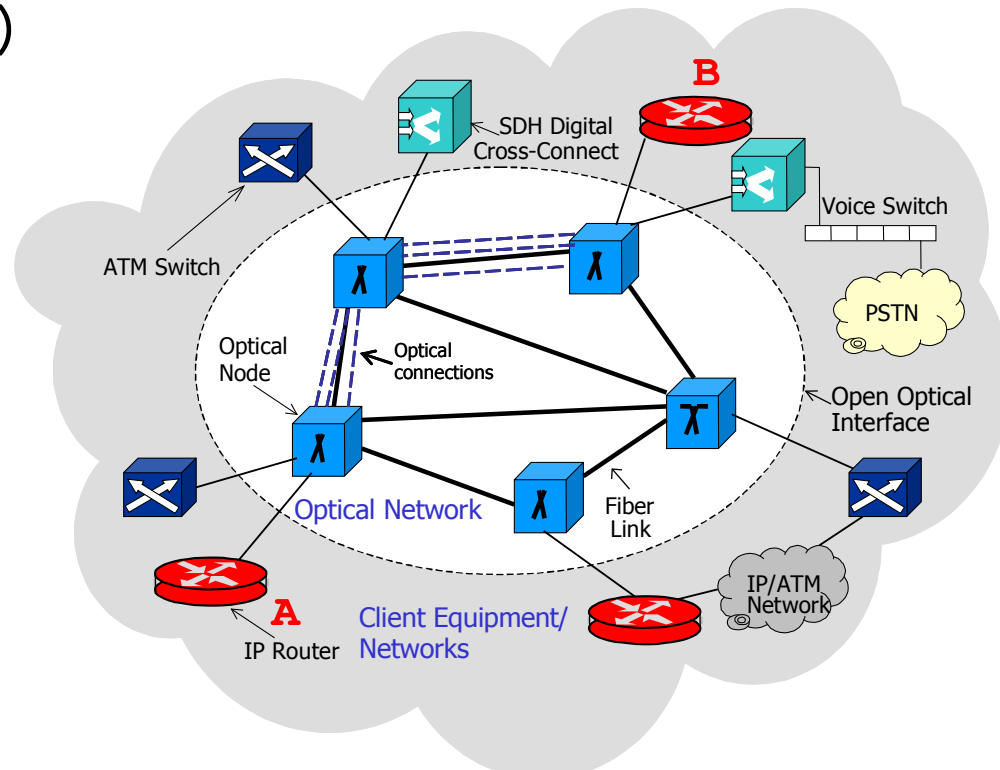 )
B
SDH Digital
Cross-Connect
Voice Switch
ATM Switch
PSTN
Optical
Node
Optical
connections
Open Optical
Interface
Optical Network
Fiber
Link
A
IP Router
Client Equipment/
Networks
IP/ATM
Network